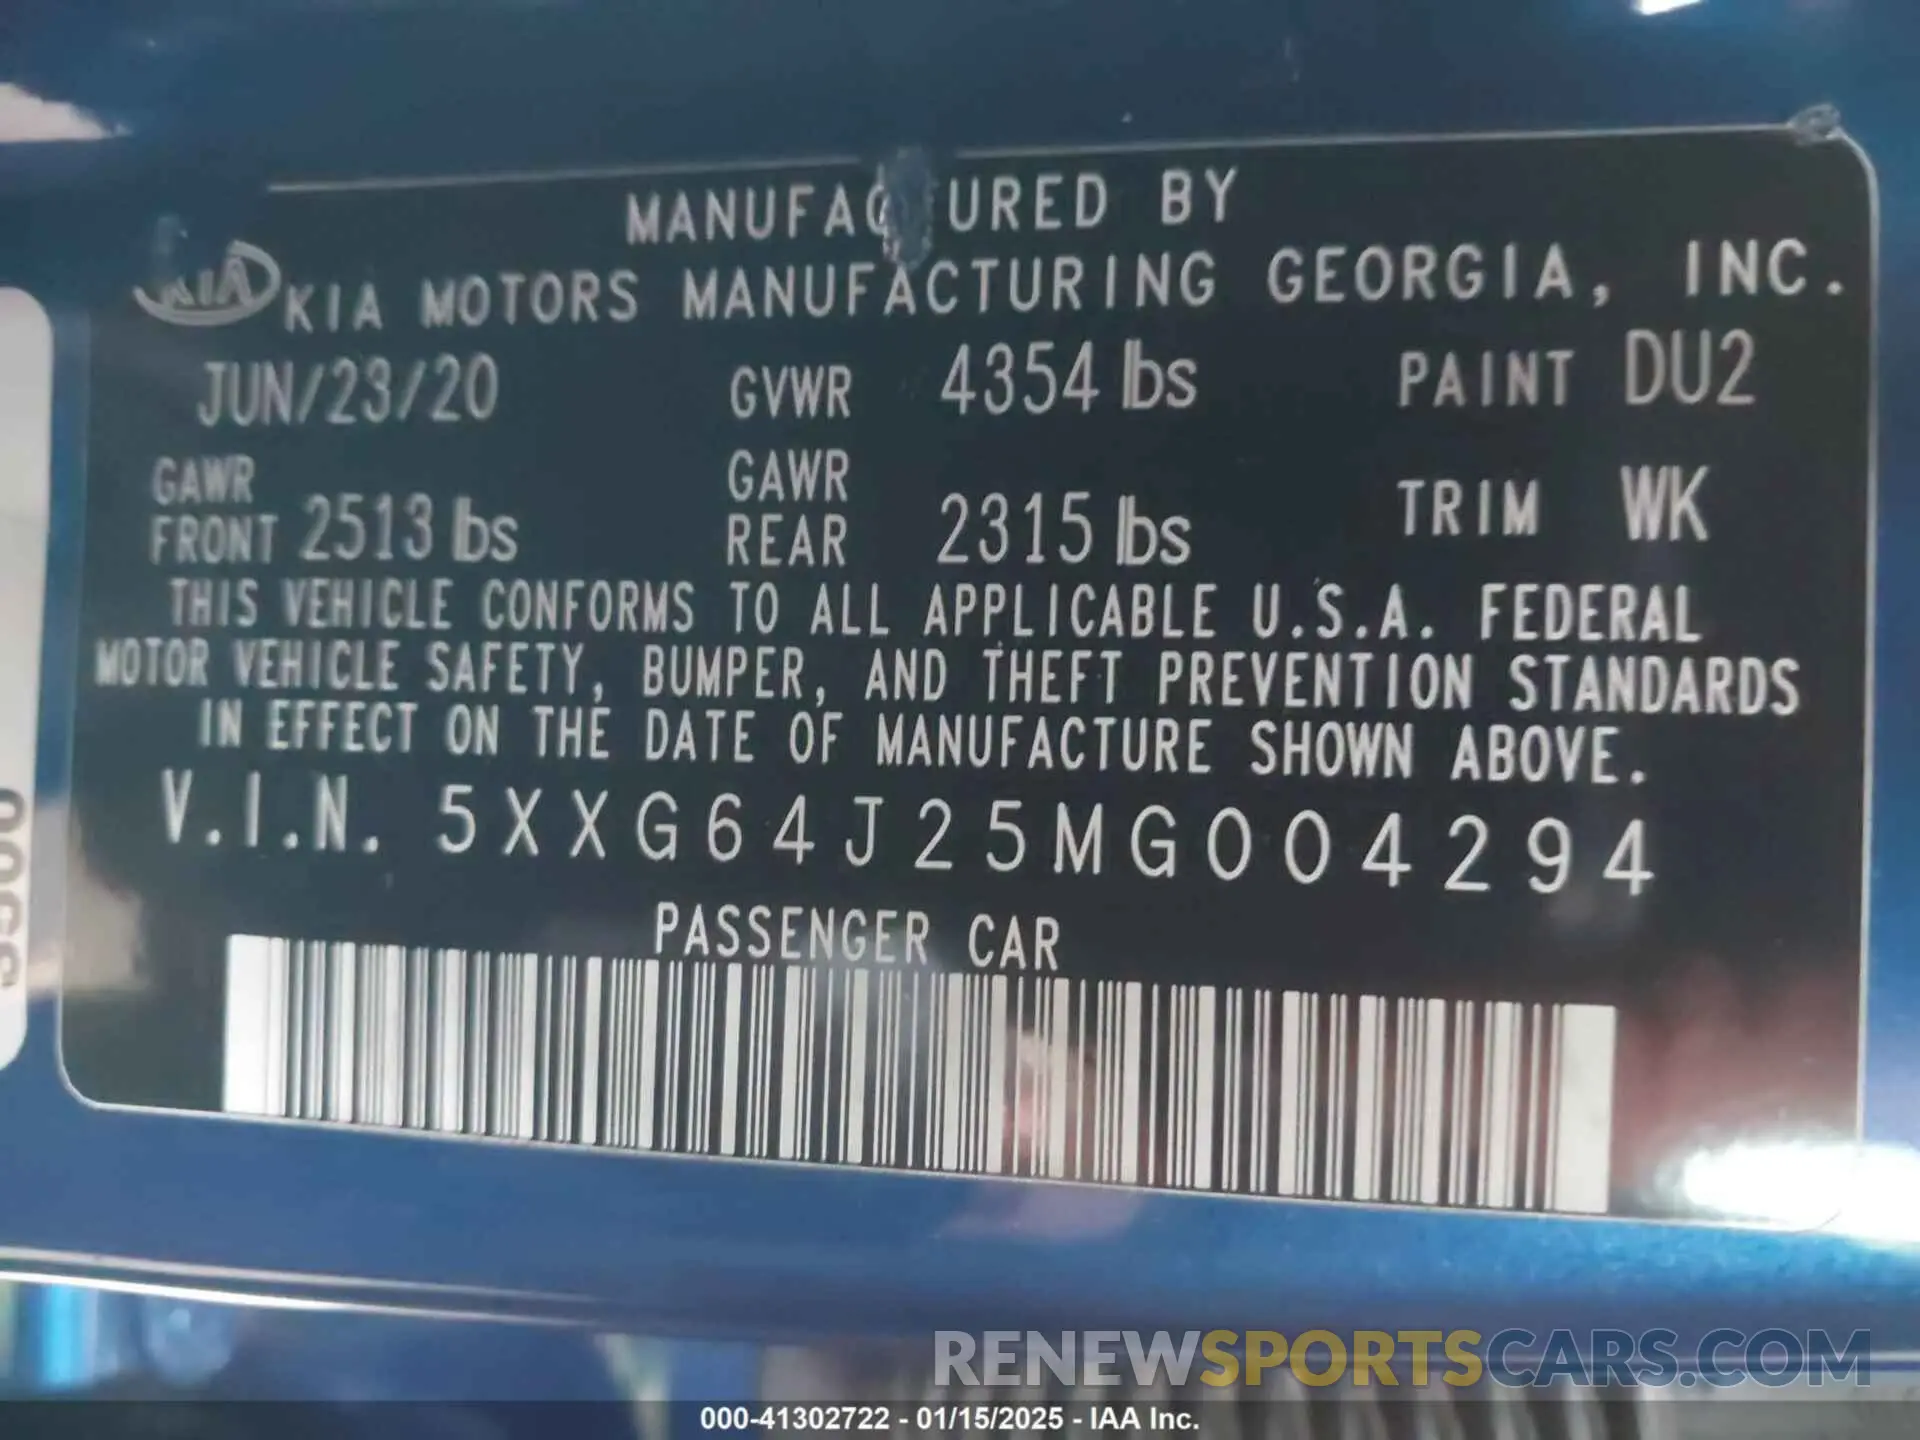 MANUFACTURED BY
KIA KIA MOTORS MANUFACTURING GEORGIA, INC.
JUN/23/20 GVWR 4354 lbs PAINT DU2
GAWR FRONT 2513 lbs GAWR REAR 2315 lbs TRIM WK
THIS VEHICLE CONFORMS TO ALL APPLICABLE U.S.A. FEDERAL
MOTOR VEHICLE SAFETY, BUMPER, AND THEFT PREVENTION STANDARDS
IN EFFECT ON THE DATE OF MANUFACTURE SHOWN ABOVE.
V.I.N. 5XXG64J25MG004294
PASSENGER CAR
RENEWSPORTSCARS.COM
000-41302722 - 01/15/2025 - IAA Inc.